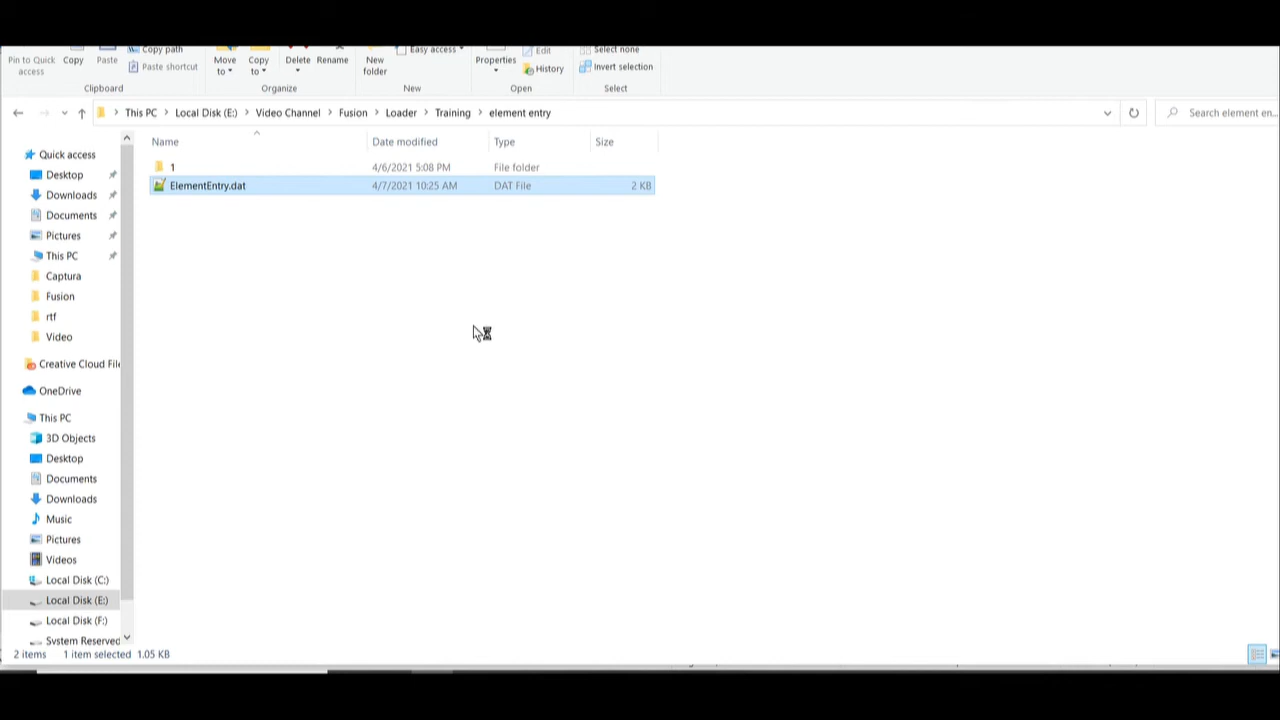 Copy path
Easy access
Edit
Select none
Pin to Quick access
Copy
Paste
Paste shortcut
Move to
Copy to
Delete
Rename
New folder
Properties
History
Invert selection
Clipboard
Organize
New
Open
Select
This PC > Local Disk (E:) > Video Channel > Fusion > Loader > Training > element entry
Search element en...
Name Date modified Type Size
1 4/6/2021 5:08 PM File folder
ElementEntry.dat 4/7/2021 10:25 AM DAT File 2 KB
Quick access
Desktop
Downloads
Documents
Pictures
This PC
Captura
Fusion
rtf
Video
Creative Cloud File
OneDrive
This PC
3D Objects
Desktop
Documents
Downloads
Music
Pictures
Videos
Local Disk (C:)
Local Disk (E:)
Local Disk (F:)
System Reserved
2 items 1 item selected 1.05 KB